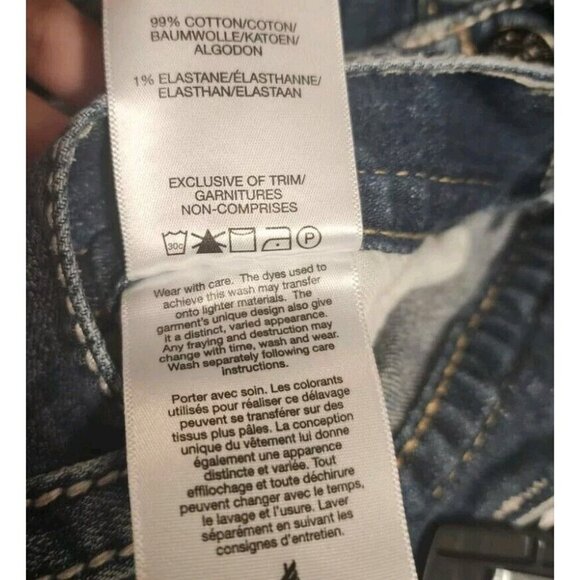 99% COTTON/COTON/
BAUMWOLLE/KATOEN/
ALGODON
1% ELASTANE/ÉLASTHANNE/
ELASTHAN/ELASTAAN
EXCLUSIVE OF TRIM/
GARNITURES
NON-COMPRISES
30c P
Wear with care. The dyes used to
achieve this wash may transfer
onto lighter materials. The
garment's unique design also give
it a distinct, varied appearance.
Any fraying and destruction may
change with time, wash and wear.
Wash separately following care
instructions.
Porter avec soin. Les colorants
utilisés pour réaliser ce délavage
peuvent se transférer sur des
tissus plus pâles. La conception
unique du vêtement lui donne
également une apparence
distincte et variée. Tout
effilochage et toute déchirure
peuvent changer avec le temps,
le lavage et l'usure. Laver
séparément en suivant les
consignes d'entretien.